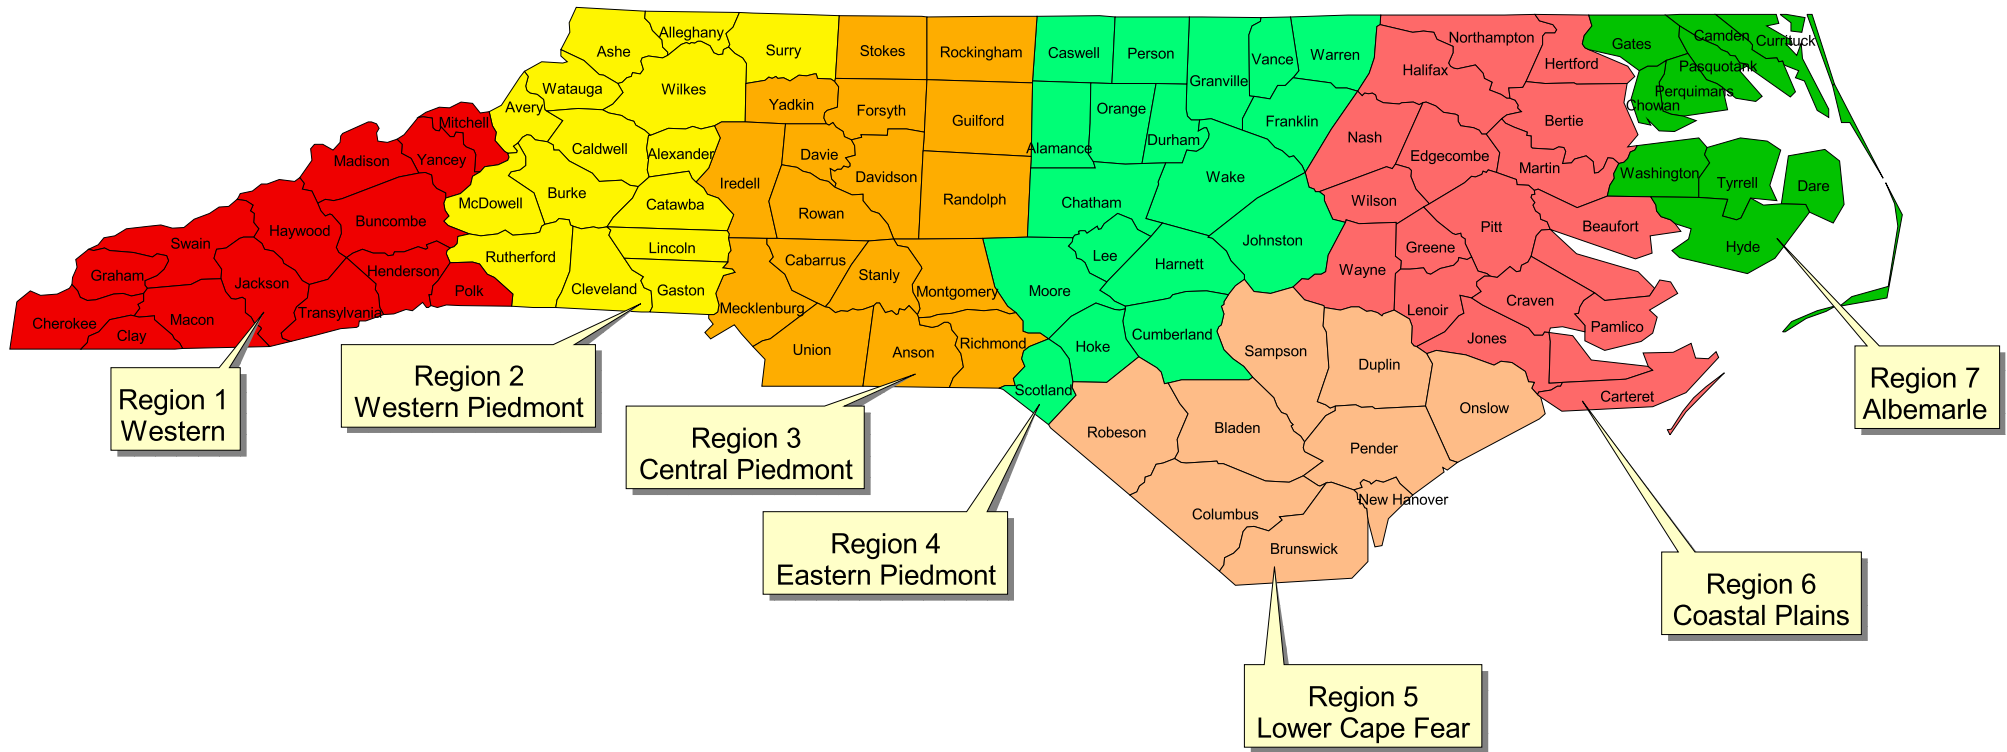 Alleghany
Ashe
Surry
Stokes
Rockingham
Caswell
Person
Granville
Vance
Warren
Northampton
Halifax
Hertford
Gates
Camden
Currituck
Pasquotank
Perquimans
Chowan
Watauga
Wilkes
Avery
Yadkin
Forsyth
Guilford
Orange
Durham
Franklin
Alamance
Nash
Edgecombe
Bertie
Martin
Mitchell
Yancey
Madison
Caldwell
Alexander
Iredell
Davie
Davidson
Randolph
Wake
Chatham
Wilson
Washington
Tyrrell
Dare
McDowell
Burke
Catawba
Rowan
Buncombe
Haywood
Swain
Graham
Jackson
Henderson
Polk
Rutherford
Lincoln
Cleveland
Gaston
Cabarrus
Stanly
Montgomery
Lee
Harnett
Johnston
Greene
Pitt
Beaufort
Hyde
Wayne
Lenoir
Craven
Pamlico
Jones
Carteret
Cherokee
Clay
Macon
Transylvania
Mecklenburg
Union
Anson
Richmond
Moore
Hoke
Cumberland
Scotland
Sampson
Duplin
Onslow
Robeson
Bladen
Pender
New Hanover
Columbus
Brunswick
Region 1
Western
Region 2
Western Piedmont
Region 3
Central Piedmont
Region 4
Eastern Piedmont
Region 5
Lower Cape Fear
Region 6
Coastal Plains
Region 7
Albemarle